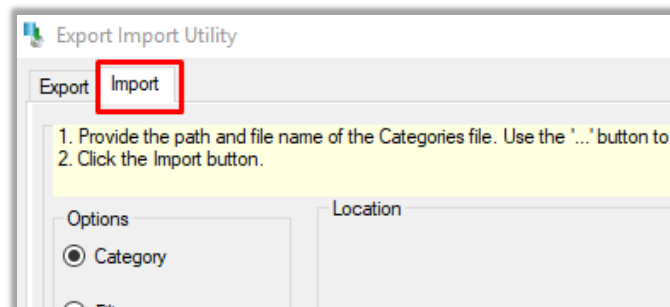 Export Import Utility
Export Import
1. Provide the path and file name of the Categories file. Use the '...' button to
2. Click the Import button.
Options Location
Category